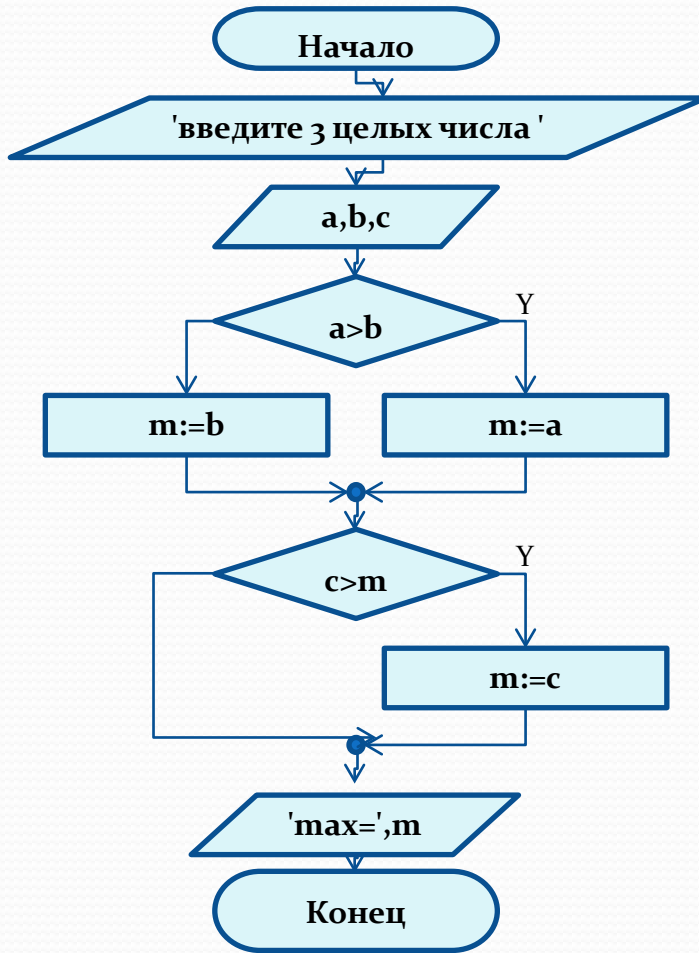 Начало
'введите 3 целых числа '
a,b,c
a>b
Y
m:=b
m:=a
c>m
Y
m:=c
'max=',m
Конец